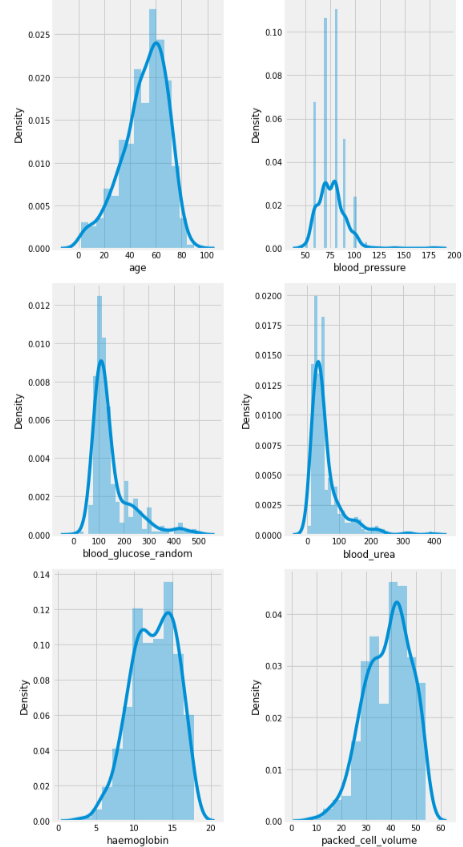 0.025
0.020
0.015
0.010
0.005
0.000
Density
0 20 40 60 80 100
age
0.10
0.08
0.06
0.04
0.02
0.00
Density
50 75 100 125 150 175 200
blood_pressure
0.012
0.010
0.008
0.006
0.004
0.002
0.000
Density
0 100 200 300 400 500
blood_glucose_random
0.0200
0.0175
0.0150
0.0125
0.0100
0.0075
0.0050
0.0025
0.0000
Density
0 100 200 300 400
blood_urea
0.14
0.12
0.10
0.08
0.06
0.04
0.02
0.00
Density
0 5 10 15 20
haemoglobin
0.04
0.03
0.02
0.01
0.00
Density
0 10 20 30 40 50 60
packed_cell_volume